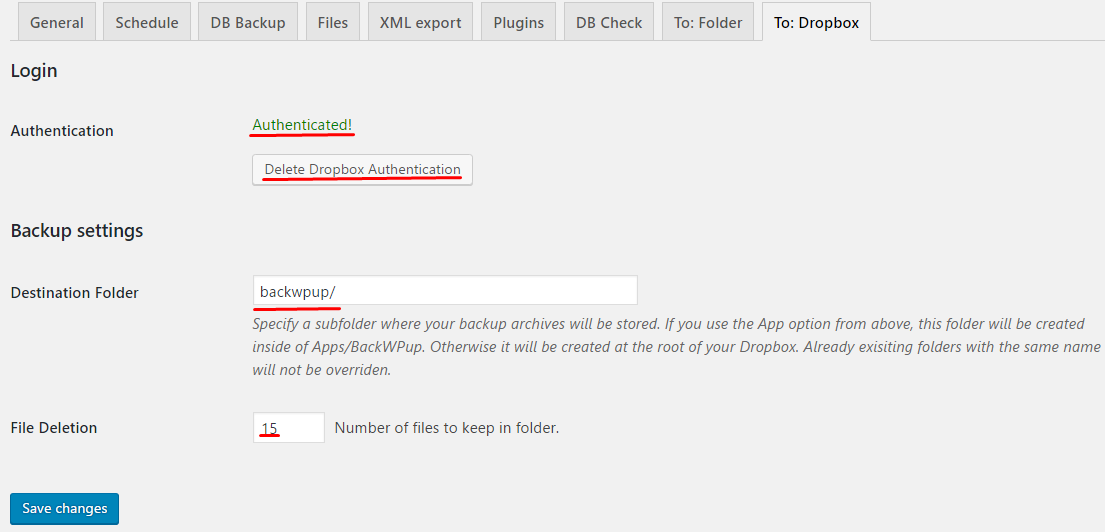 General Schedule DB Backup Files XML export Plugins DB Check To: Folder To: Dropbox
Login
Authentication Authenticated!
Delete Dropbox Authentication
Backup settings
Destination Folder backwpup/
Specify a subfolder where your backup archives will be stored. If you use the App option from above, this folder will be created
inside of Apps/BackWPup. Otherwise it will be created at the root of your Dropbox. Already exisiting folders with the same name
will not be overriden.
File Deletion 15 Number of files to keep in folder.
Save changes